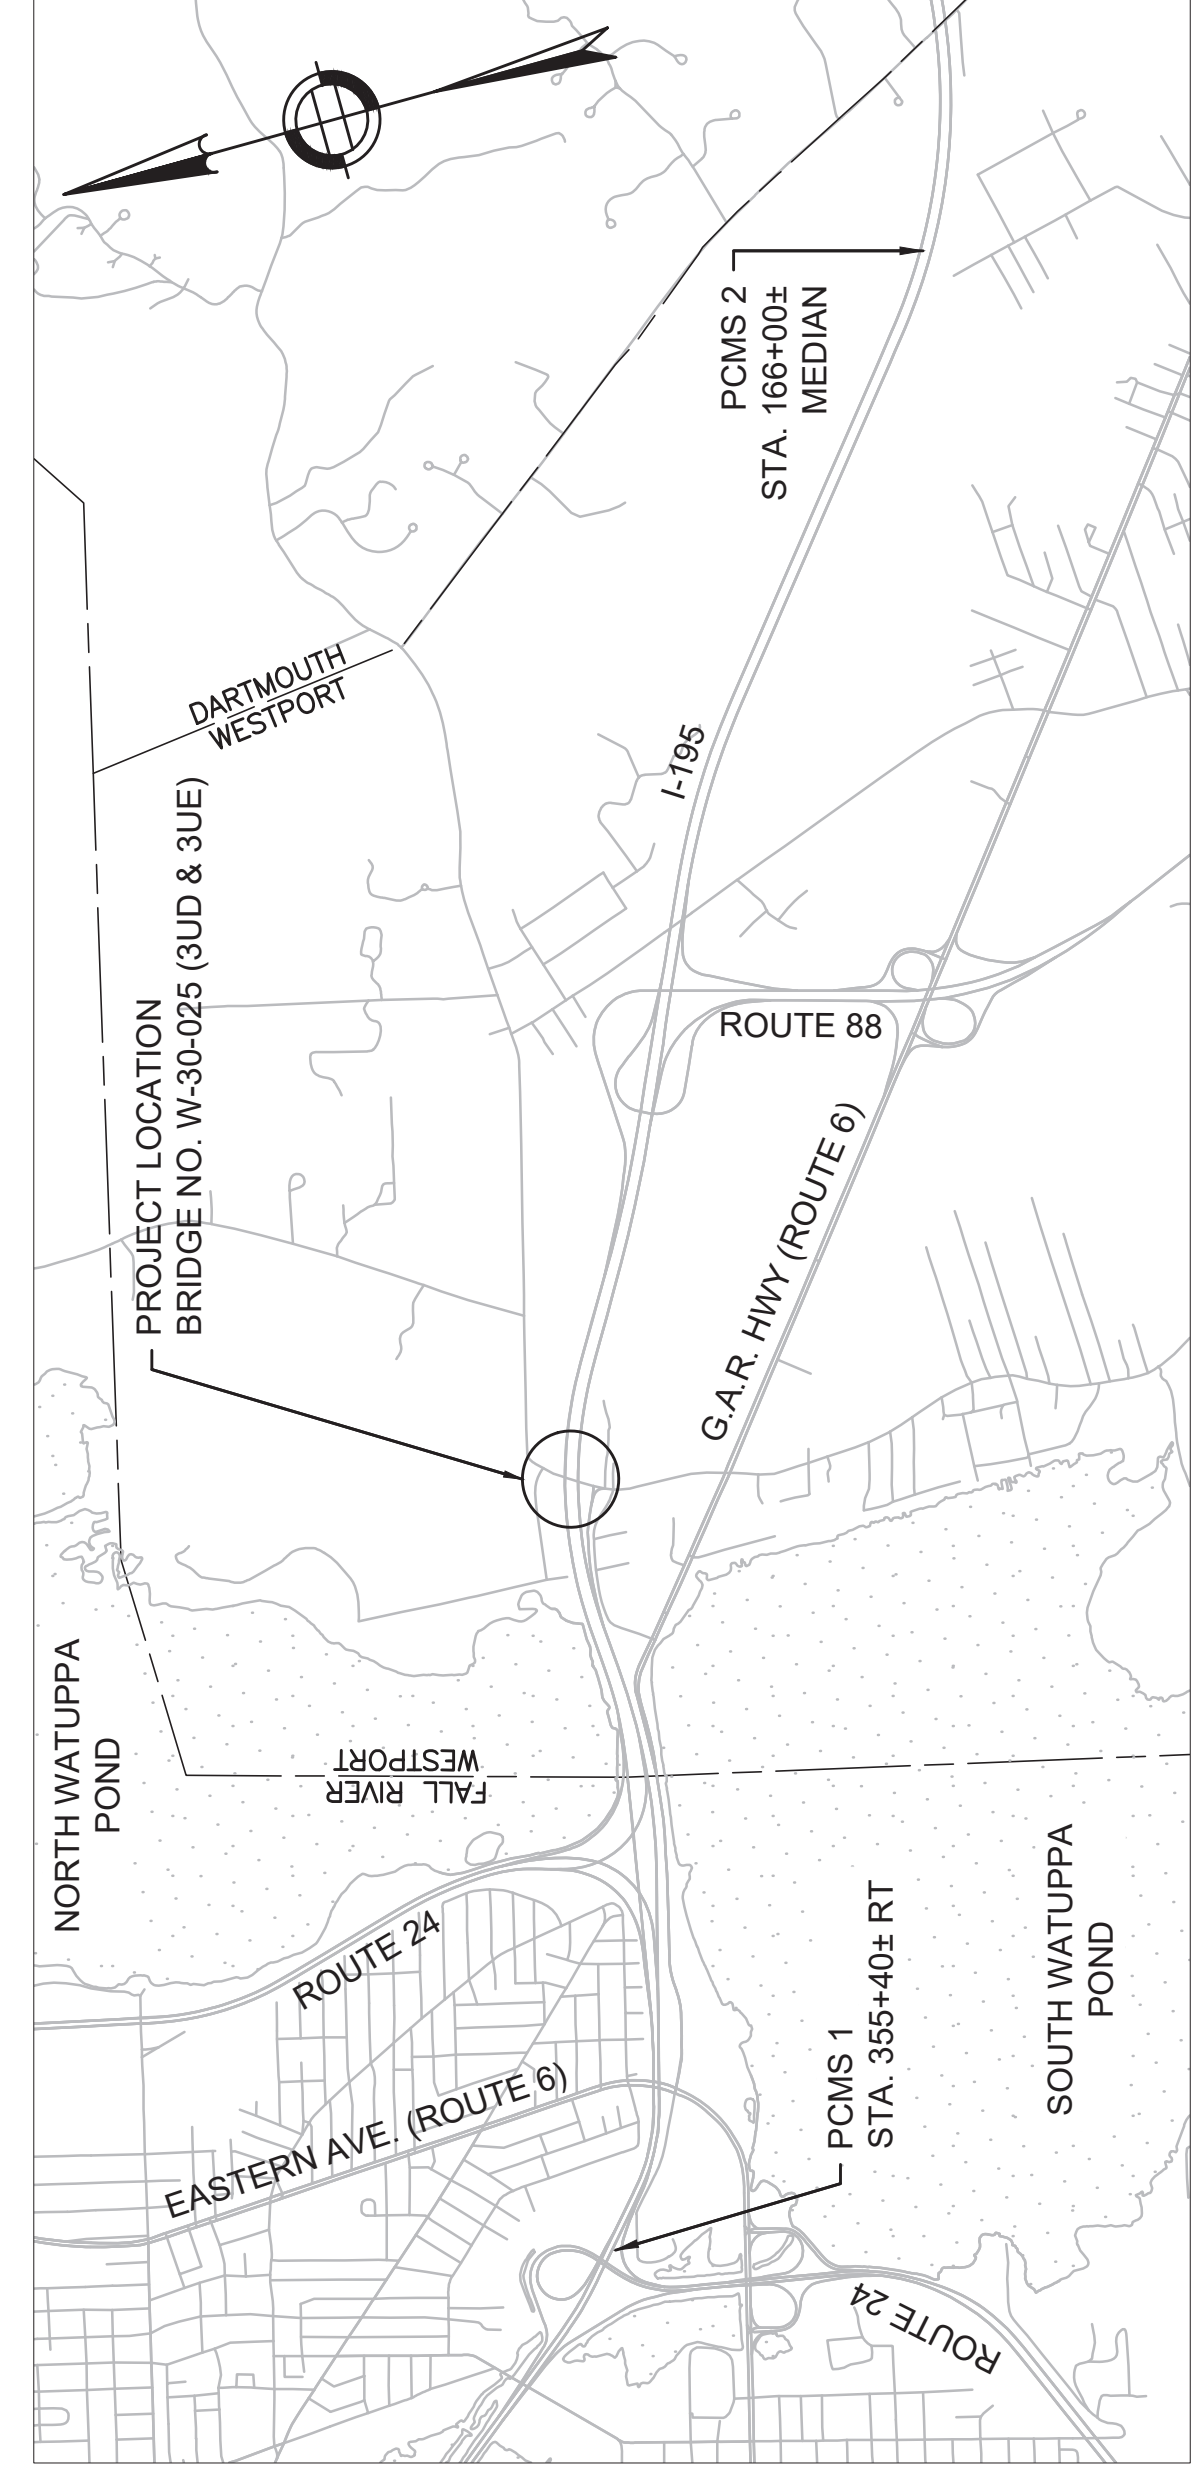 PROJECT LOCATION
BRIDGE NO. W-30-025 (3UD & 3UE)
DARTMOUTH
WESTPORT
PCMS 2
STA. 166+00±
MEDIAN
I-195
ROUTE 88
G.A.R. HWY (ROUTE 6)
NORTH WATUPPA
POND
FALL RIVER
WESTPORT
ROUTE 24
EASTERN AVE. (ROUTE 6)
PCMS 1
STA. 355+40± RT
SOUTH WATUPPA
POND
ROUTE 24